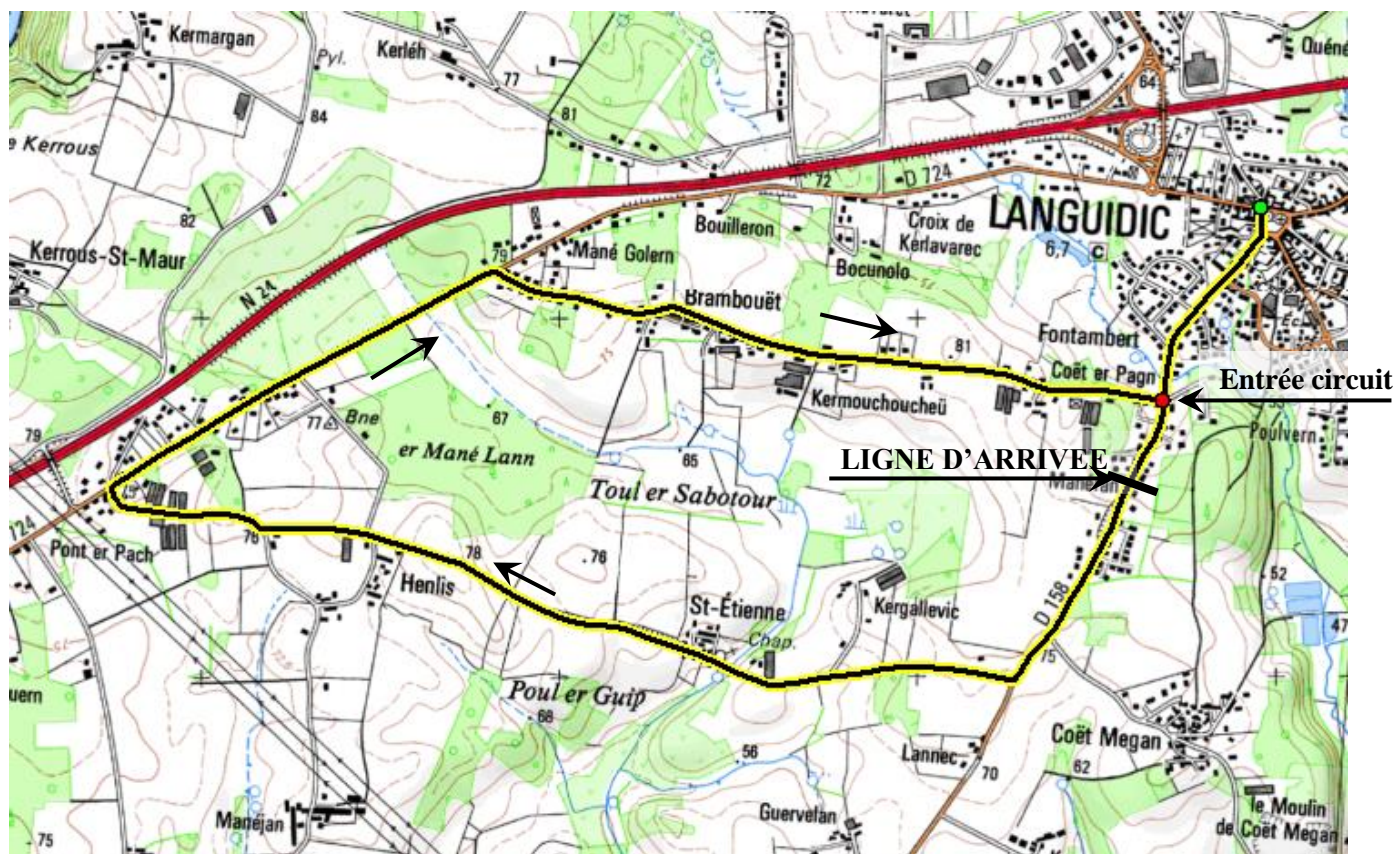 Kermargan
Pyl.
Kerléh
77
81
84
64
71
Quéné
Kerrous
82
72
D 724
Bouilleron
Croix de
Kerlavarec
LANGUIDIC
6,7
C
Kerrous-St-Maur
79
Mané Golern
Bocunolo
N 24
Brambouët
75
81
Fontambert
Coët er Pagn
Entrée circuit
Kermouchoucheü
Poulvern
77
Bne
67
79
er Mané Lann
65
LIGNE D'ARRIVEE
Toul er Sabotour
724
Pont er Pach
78
76
Henlis
St-Étienne
Chap.
Kergallevic
D 158
52
47
75
uern
Poul er Guip
68
56
Lannec
70
Coët Megan
62
Manéjan
Guervelan
le Moulin
de Coët Megan
75